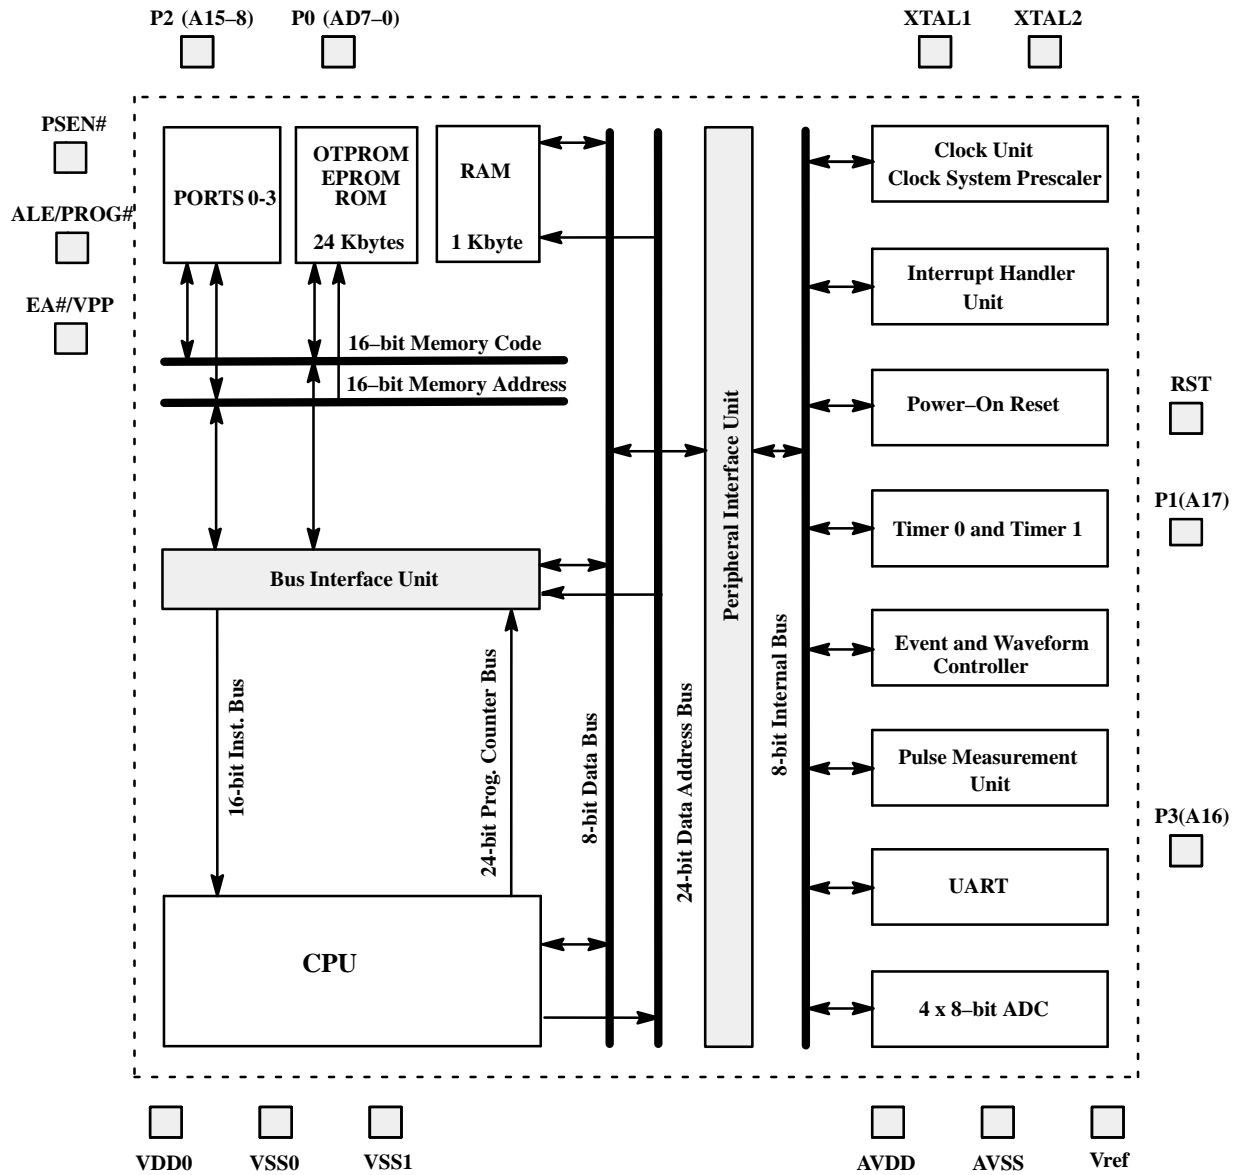 P2 (A15–8)
P0 (AD7–0)
XTAL1
XTAL2
PSEN#
ALE/PROG#
EA#/VPP
PORTS 0-3
OTPROM
EPROM
ROM
24 Kbytes
RAM
1 Kbyte
16–bit Memory Code
16–bit Memory Address
Bus Interface Unit
16-bit Inst. Bus
24-bit Prog. Counter Bus
CPU
8-bit Data Bus
24-bit Data Address Bus
Peripheral Interface Unit
8-bit Internal Bus
Clock Unit
Clock System Prescaler
Interrupt Handler
Unit
Power–On Reset
Timer 0 and Timer 1
Event and Waveform
Controller
Pulse Measurement
Unit
UART
4 x 8–bit ADC
RST
P1(A17)
P3(A16)
VDD0
VSS0
VSS1
AVDD
AVSS
Vref